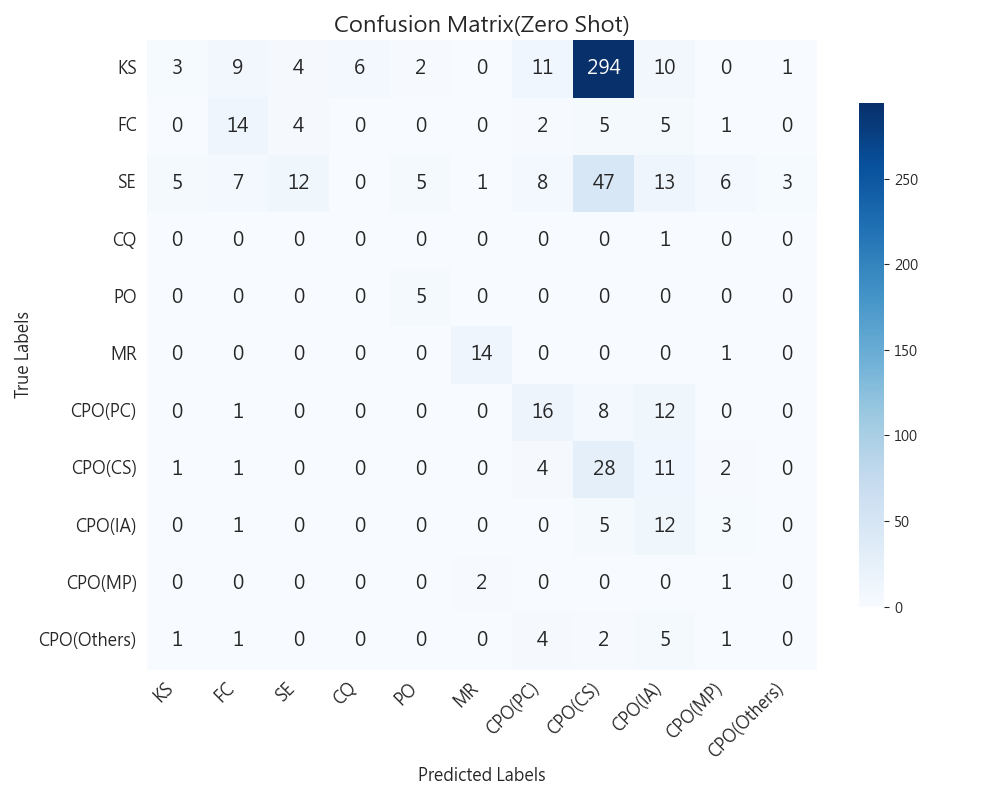 Confusion Matrix(Zero Shot)
KS 3 9 4 6 2 0 11 294 10 0 1
FC 0 14 4 0 0 0 2 5 5 1 0
SE 5 7 12 0 5 1 8 47 13 6 3
CQ 0 0 0 0 0 0 0 0 1 0 0
PO 0 0 0 0 5 0 0 0 0 0 0
MR 0 0 0 0 0 14 0 0 0 1 0
CPO(PC) 0 1 0 0 0 0 16 8 12 0 0
CPO(CS) 1 1 0 0 0 0 4 28 11 2 0
CPO(IA) 0 1 0 0 0 0 0 5 12 3 0
CPO(MP) 0 0 0 0 0 2 0 0 0 1 0
CPO(Others) 1 1 0 0 0 0 4 2 5 1 0
KS FC SE CQ PO MR CPO(PC) CPO(CS) CPO(IA) CPO(MP) CPO(Others)
Predicted Labels
True Labels
250
200
150
100
50
0